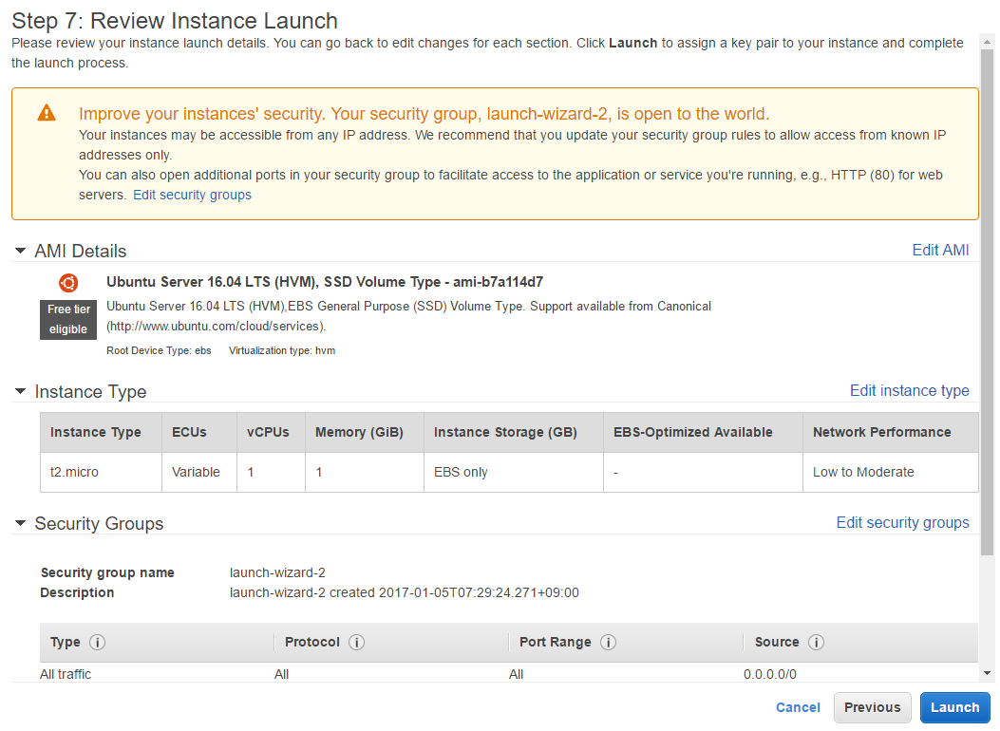 Step 7: Review Instance Launch
Please review your instance launch details. You can go back to edit changes for each section. Click Launch to assign a key pair to your instance and complete
the launch process.
Improve your instances' security. Your security group, launch-wizard-2, is open to the world.
Your instances may be accessible from any IP address. We recommend that you update your security group rules to allow access from known IP
addresses only.
You can also open additional ports in your security group to facilitate access to the application or service you're running, e.g., HTTP (80) for web
servers. Edit security groups
AMI Details Edit AMI
Ubuntu Server 16.04 LTS (HVM), SSD Volume Type - ami-b7a114d7
Free tier
eligible
Ubuntu Server 16.04 LTS (HVM),EBS General Purpose (SSD) Volume Type. Support available from Canonical
(http://www.ubuntu.com/cloud/services).
Root Device Type: ebs Virtualization type: hvm
Instance Type Edit instance type
Instance Type ECUs vCPUs Memory (GiB) Instance Storage (GB) EBS-Optimized Available Network Performance
t2.micro Variable 1 1 EBS only - Low to Moderate
Security Groups Edit security groups
Security group name launch-wizard-2
Description launch-wizard-2 created 2017-01-05T07:29:24.271+09:00
Type i Protocol i Port Range i Source i
All traffic All All 0.0.0.0/0
Cancel Previous Launch